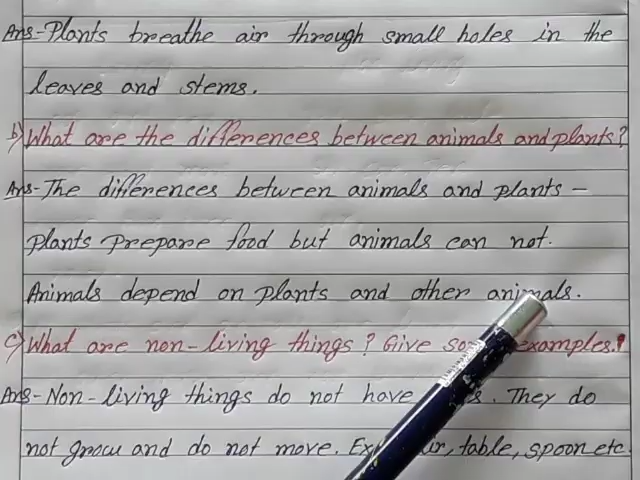 Ans-Plants breathe air through small holes in the
leaves and stems.
b) What are the differences between animals and plants?
Ans-The differences between animals and plants –
plants prepare food but animals can not.
Animals depend on plants and other animals.
c) What are non-living things? Give examples.
Ans-Non-living things do not have . They do
not grow and do not move. table, spoon etc.